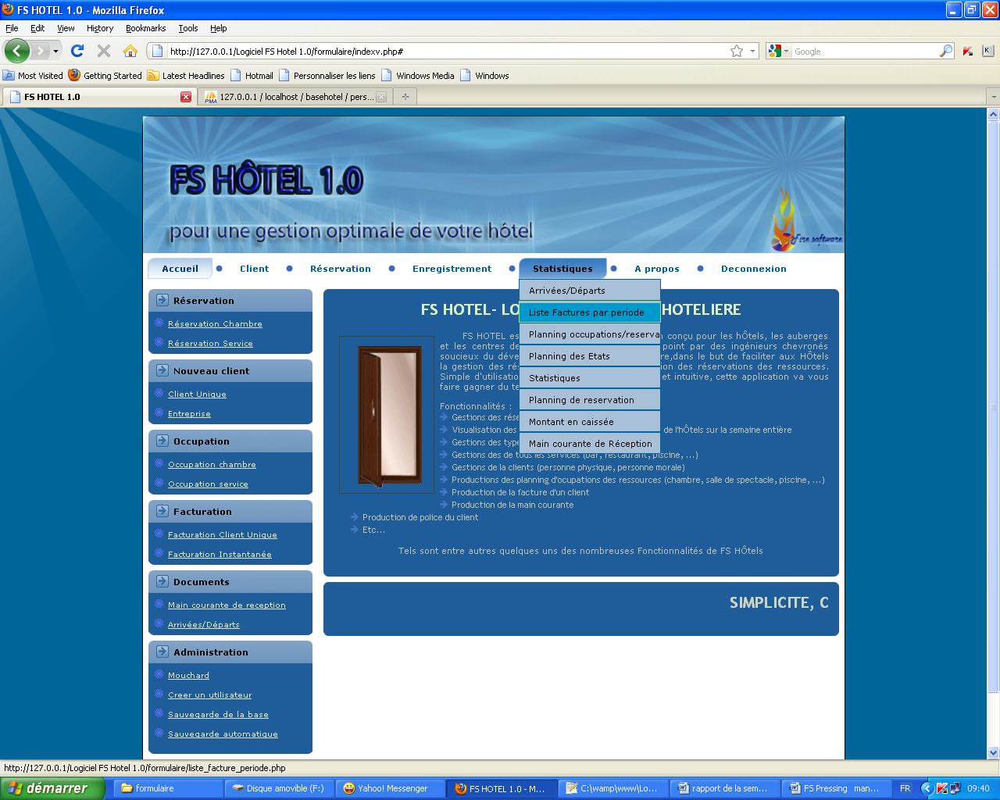 FS HOTEL 1.0 - Mozilla Firefox
File Edit View History Bookmarks Tools Help
http://127.0.0.1/Logiciel FS Hotel 1.0/formulaire/indexv.php#
Google
Most Visited Getting Started Latest Headlines Hotmail Personnaliser les liens Windows Media Windows
FS HOTEL 1.0
127.0.0.1 / localhost / basehotel / pers...
FS HÔTEL 1.0
pour une gestion optimale de votre hôtel
Fire software
Accueil Client Réservation Enregistrement Statistiques A propos Deconnexion
Arrivées/Départs
Liste Factures par periode
Planning occupations/reserva
Planning des Etats
Statistiques
Planning de reservation
Montant en caissée
Main courante de Réception
Réservation
Réservation Chambre
Réservation Service
Nouveau client
Client Unique
Entreprise
Occupation
Occupation chambre
Occupation service
Facturation
Facturation Client Unique
Facturation Instantanée
Documents
Main courante de reception
Arrivées/Départs
Administration
Mouchard
Creer un utilisateur
Sauvegarde de la base
Sauvegarde automatique
FS HOTEL- LO HOTELIERE
FS HOTEL es conçu pour les hôtels, les auberges
et les centres de point par des ingénieurs chevronés
soucieux du déve re,dans le but de faciliter aux HÔtels
la gestion des rés ion des réservations des ressources.
Simple d'utilisatio et intuitive, cette application va vous
faire gagner du te
Fonctionnalités :
Gestions des rése
Visualisation des de l'hÔtels sur la semaine entière
Gestions des type
Gestions des de tous les services (bar, restaurant, piscine, ...)
Gestions de la clients (personne physique, personne morale)
Productions des planning d'ocupations des ressources (chambre, salle de spectacle, piscine, ...)
Production de la facture d'un client
Production de la main courante
Production de police du client
Etc...
Tels sont entre autres quelques uns des nombreuses Fonctionnalités de FS HÔtels
SIMPLICITE, C
http://127.0.0.1/Logiciel FS Hotel 1.0/formulaire/liste_facture_periode.php
démarrer formulaire Disque amovible (F:) Yahoo! Messenger FS HOTEL 1.0 - M... C:\wamp\www\Lo... rapport de la sem... FS Pressing man... FR 09:40